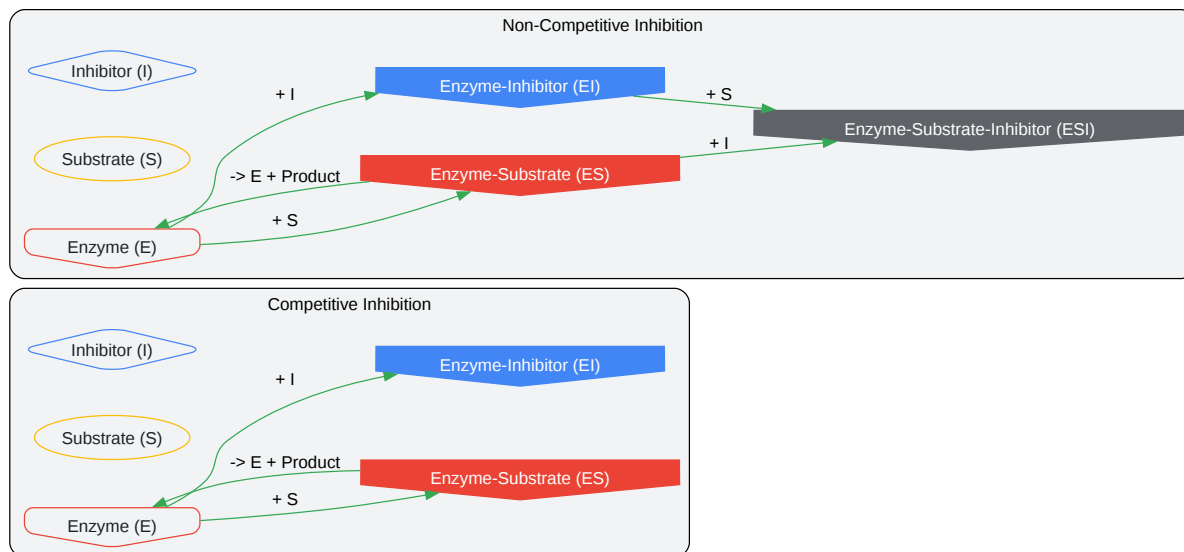 Non-Competitive Inhibition
Inhibitor (I)
+ I
Enzyme-Inhibitor (EI)
+ S
Enzyme-Substrate-Inhibitor (ESI)
Substrate (S)
-> E + Product
Enzyme-Substrate (ES)
+ I
+ S
Enzyme (E)
Competitive Inhibition
Inhibitor (I)
+ I
Enzyme-Inhibitor (EI)
Substrate (S)
-> E + Product
Enzyme-Substrate (ES)
+ S
Enzyme (E)